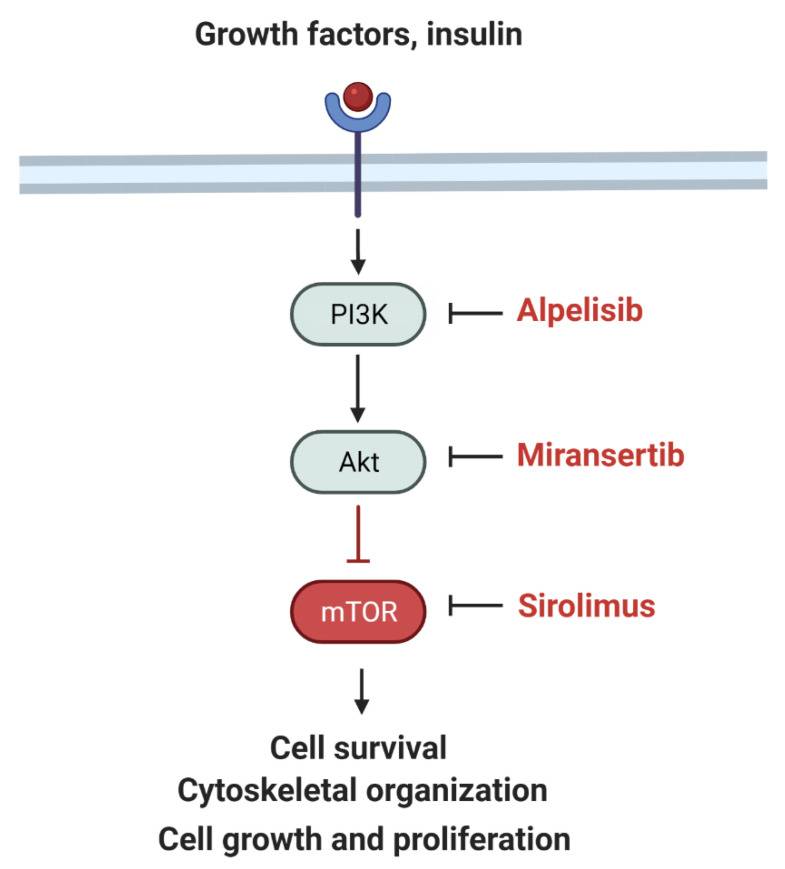 Growth factors, insulin
PI3K
Alpelisib
Akt
Miransertib
mTOR
Sirolimus
Cell survival
Cytoskeletal organization
Cell growth and proliferation